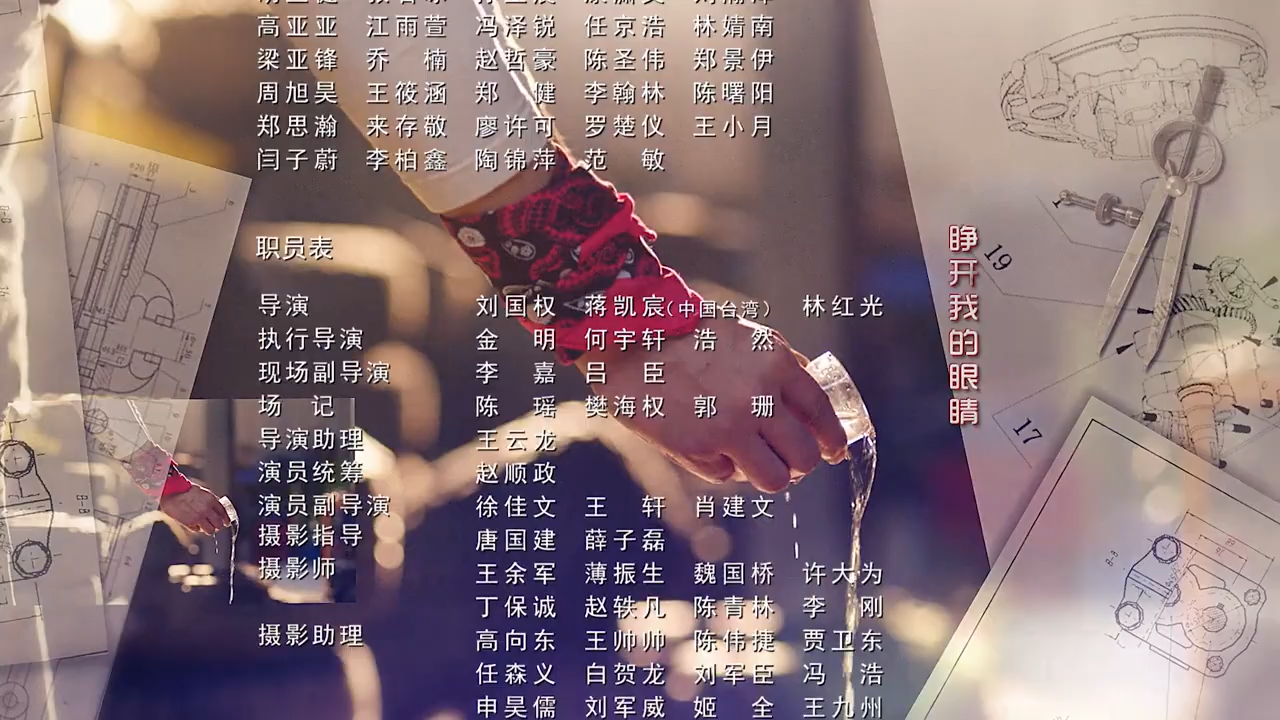 高亚亚 江雨萱 冯泽锐 任京浩 林婧南
梁亚锋 乔楠 赵哲豪 陈圣伟 郑景伊
周旭昊 王筱涵 郑健 李翰林 陈曙阳
郑思瀚 来存敬 廖许可 罗楚仪 王小月
闫子蔚 李柏鑫 陶锦萍 范敏
职员表
导演 刘国权 蒋凯宸(中国台湾) 林红光
执行导演 金明 何宇轩 浩然
现场副导演 李嘉 吕臣
场记 陈瑶 樊海权 郭珊
导演助理 王云龙
演员统筹 赵顺政
演员副导演 徐佳文 王轩 肖建文
摄影指导 唐国建 薛子磊
摄影师 王余军 薄振生 魏国桥 许大为
丁保诚 赵轶凡 陈青林 李刚
摄影助理 高向东 王帅帅 陈伟捷 贾卫东
任森义 白贺龙 刘军臣 冯浩
申昊儒 刘军威 姬全 王九州
睁开我的眼睛
19
17